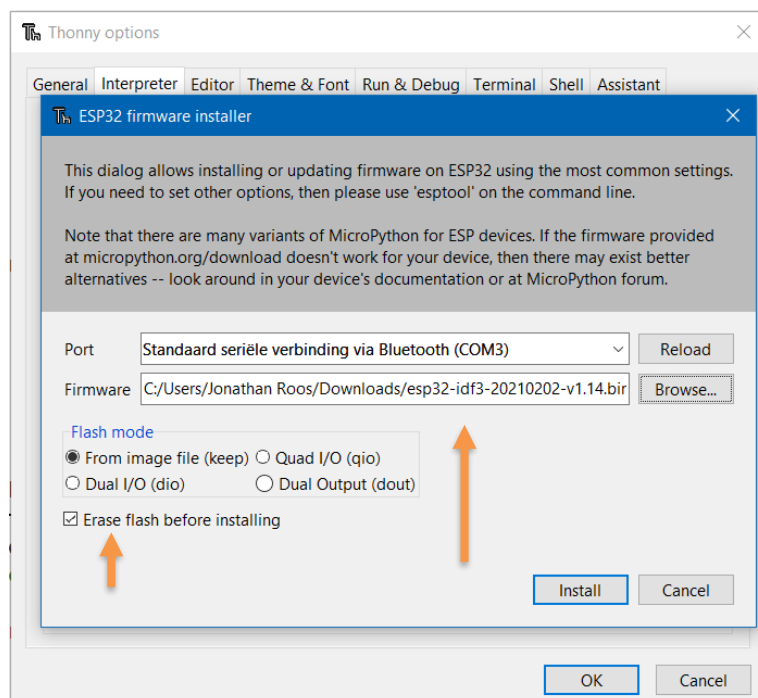 Thonny options
General Interpreter Editor Theme & Font Run & Debug Terminal Shell Assistant
ESP32 firmware installer
This dialog allows installing or updating firmware on ESP32 using the most common settings.
If you need to set other options, then please use 'esptool' on the command line.
Note that there are many variants of MicroPython for ESP devices. If the firmware provided
at micropython.org/download doesn't work for your device, then there may exist better
alternatives -- look around in your device's documentation or at MicroPython forum.
Port Standaard seriële verbinding via Bluetooth (COM3) Reload
Firmware C:/Users/Jonathan Roos/Downloads/esp32-idf3-20210202-v1.14.bin Browse...
Flash mode
From image file (keep) Quad I/O (qio)
Dual I/O (dio) Dual Output (dout)
Erase flash before installing
Install Cancel
OK Cancel